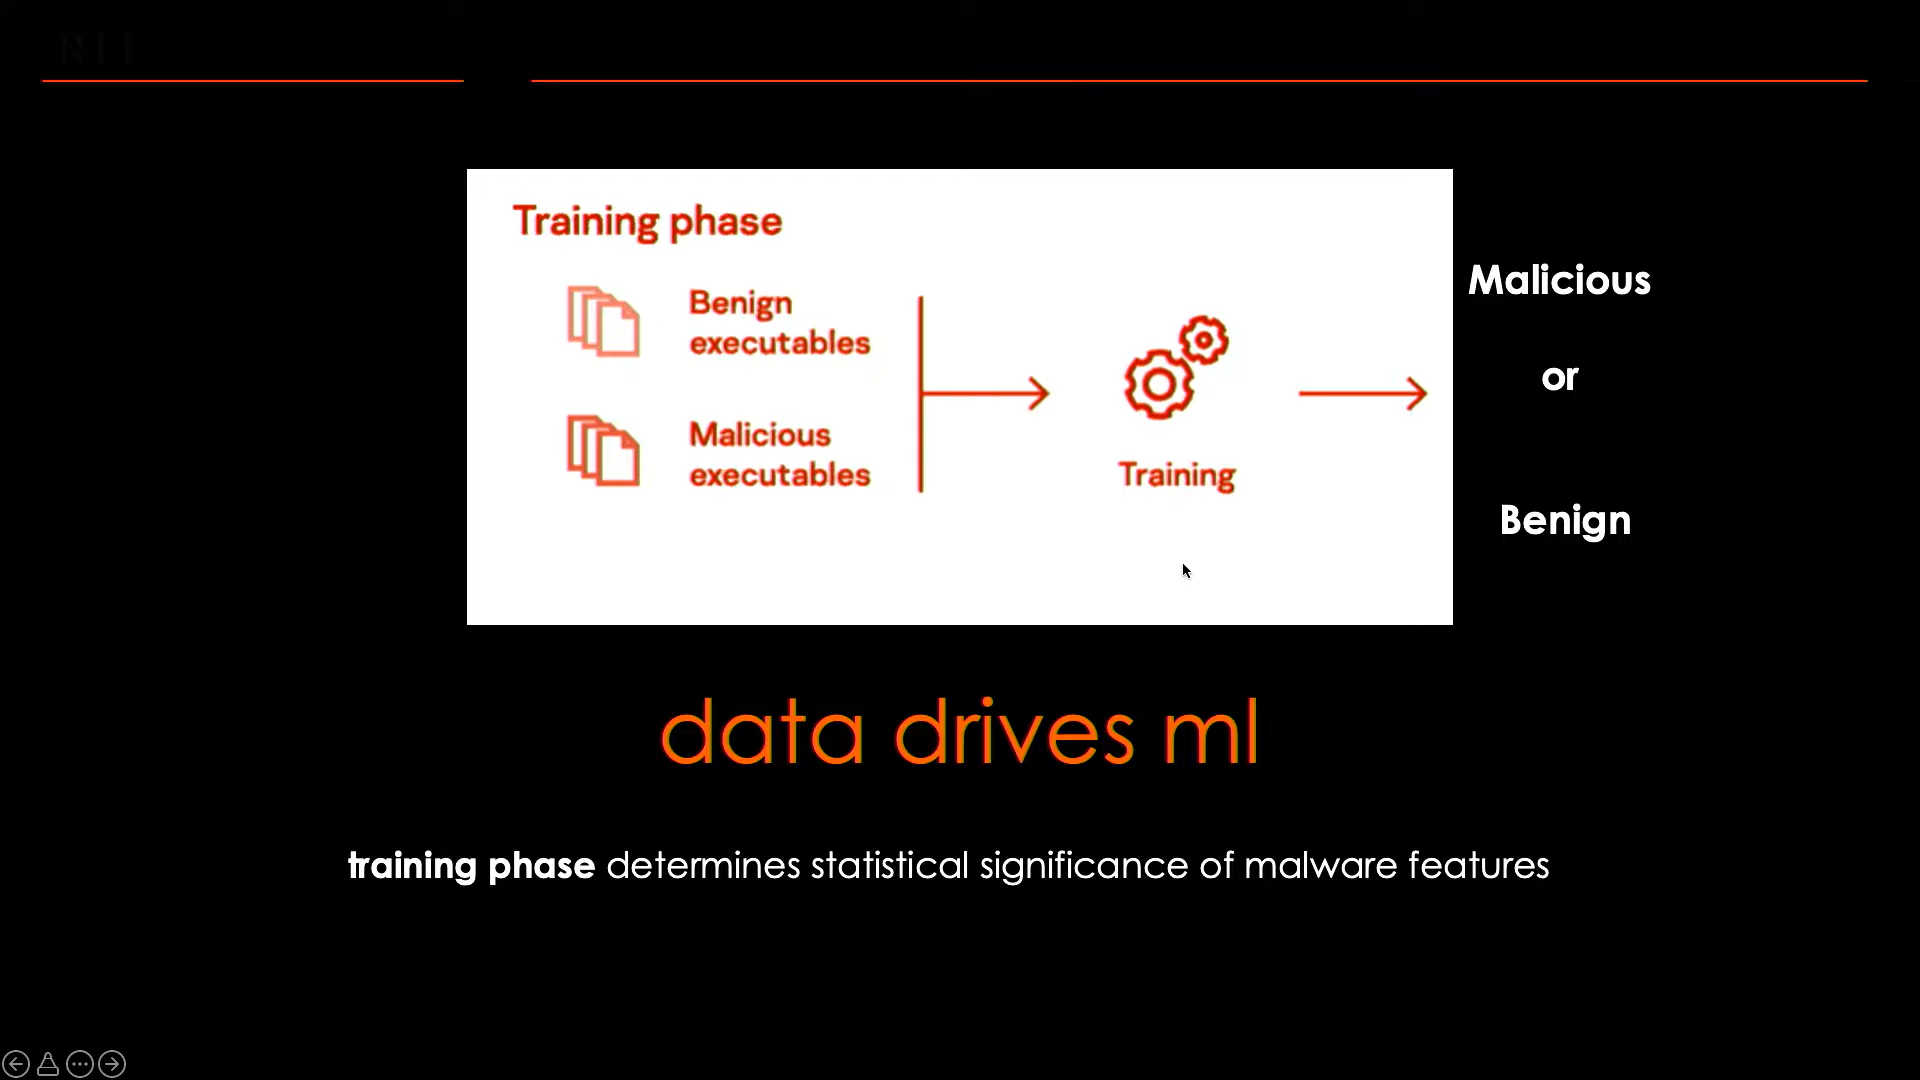 Training phase
Benign
executables
Malicious
executables
Training
Malicious
or
Benign
data drives ml
training phase determines statistical significance of malware features